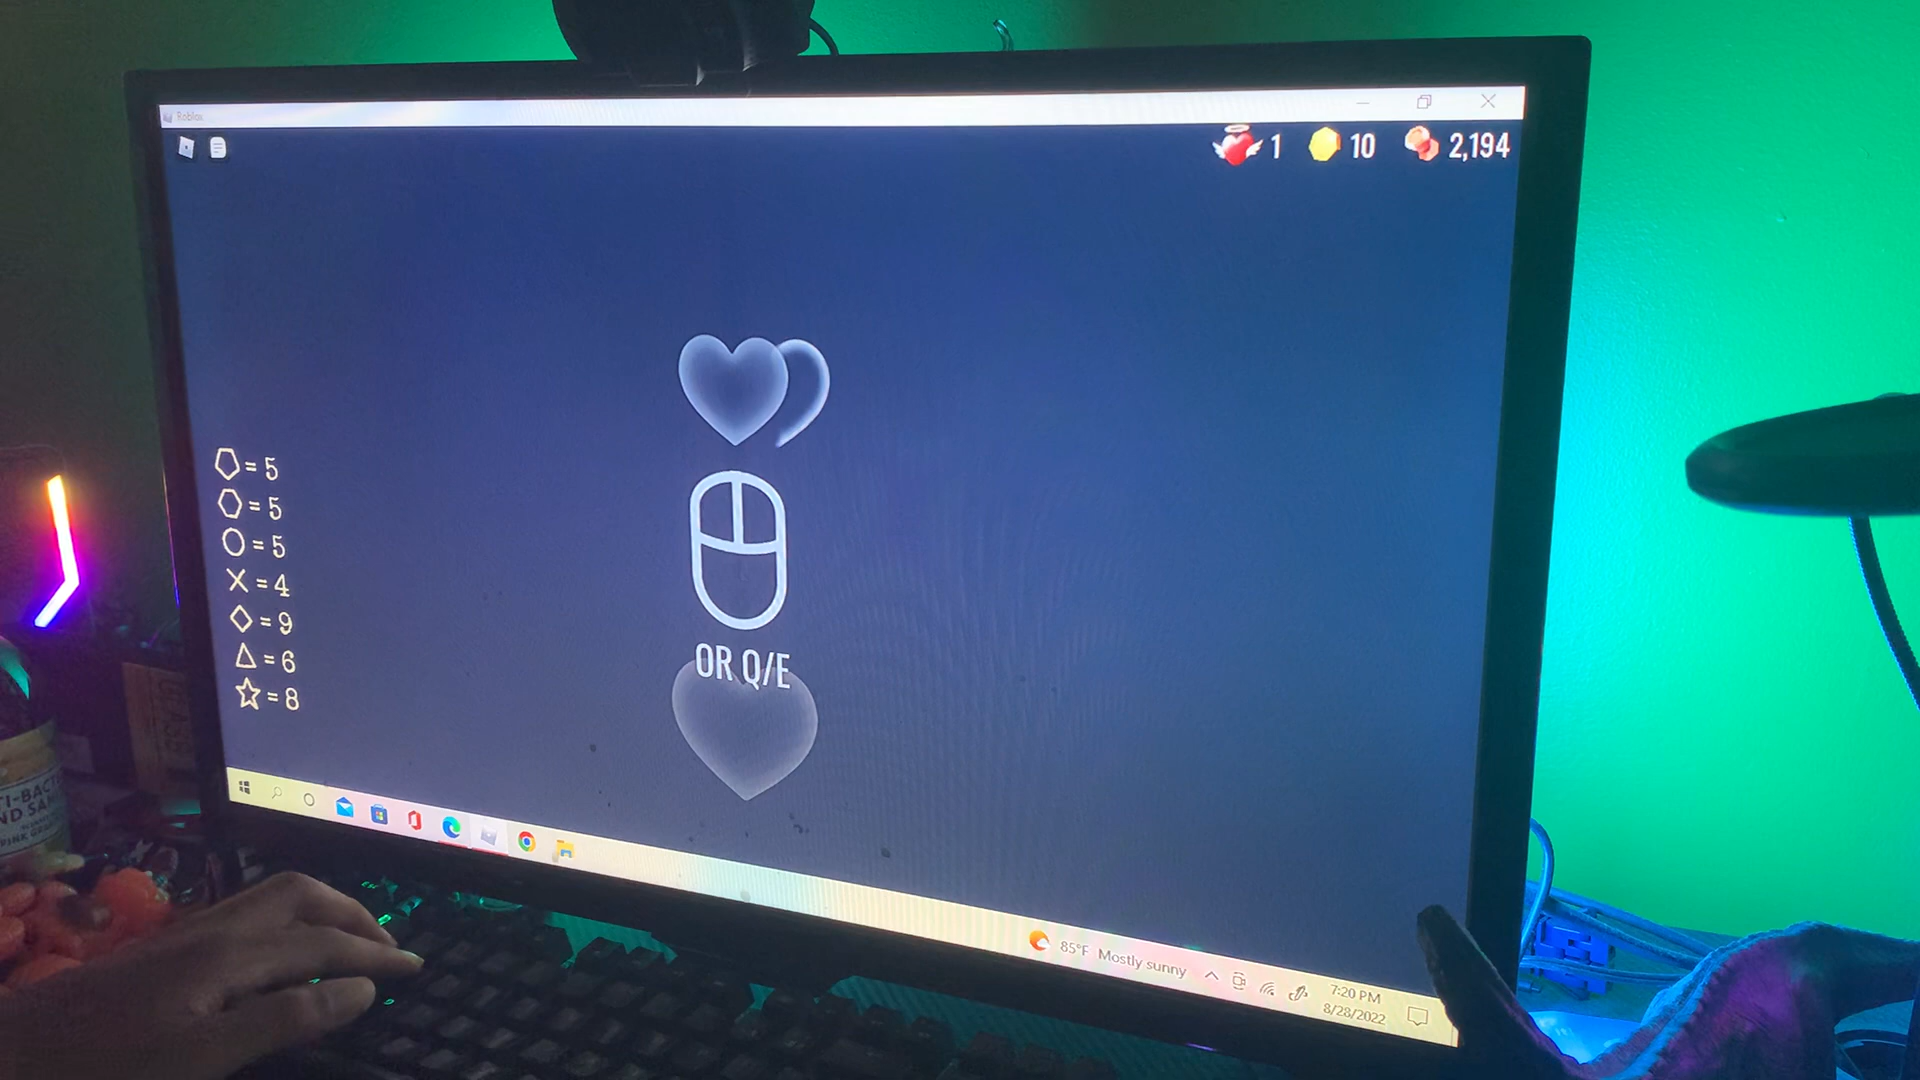 Roblox
1 10 2,194
= 5
= 5
= 5
X = 4
= 9
= 6
= 8
OR Q/E
85°F Mostly sunny
7:20 PM
8/28/2022